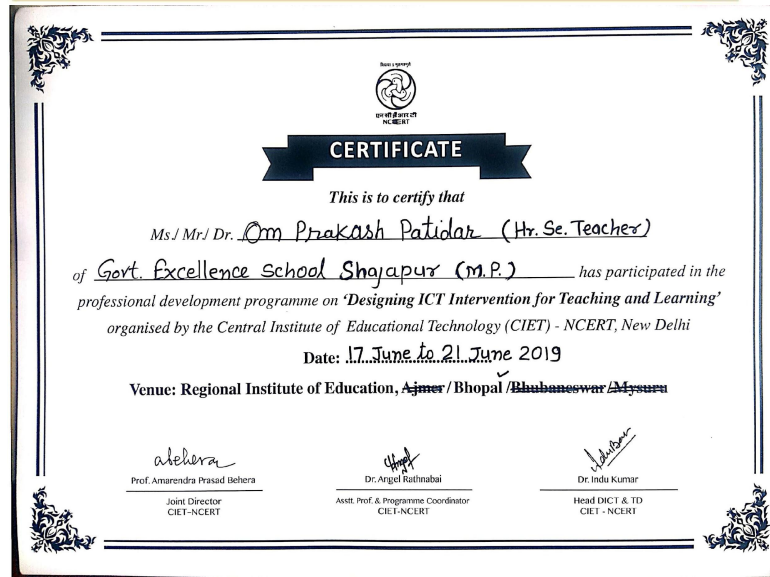 विद्यया ऽ मृतमश्नुते
एन सी ई आर टी
NCERT
CERTIFICATE
This is to certify that
Ms./ Mr./ Dr. Om Prakash Patidar (Hr. Se. Teacher)
of Govt. Excellence School Shajapur (M.P.) has participated in the
professional development programme on 'Designing ICT Intervention for Teaching and Learning'
organised by the Central Institute of Educational Technology (CIET) - NCERT, New Delhi
Date: 17 June to 21 June 2019
Venue: Regional Institute of Education, Ajmer / Bhopal / Bhubaneswar / Mysuru
abehera
Prof. Amarendra Prasad Behera
Dr. Angel Rathnabai
Dr. Indu Kumar
Joint Director
Asstt. Prof. & Programme Coordinator
Head DICT & TD
CIET-NCERT
CIET-NCERT
CIET - NCERT